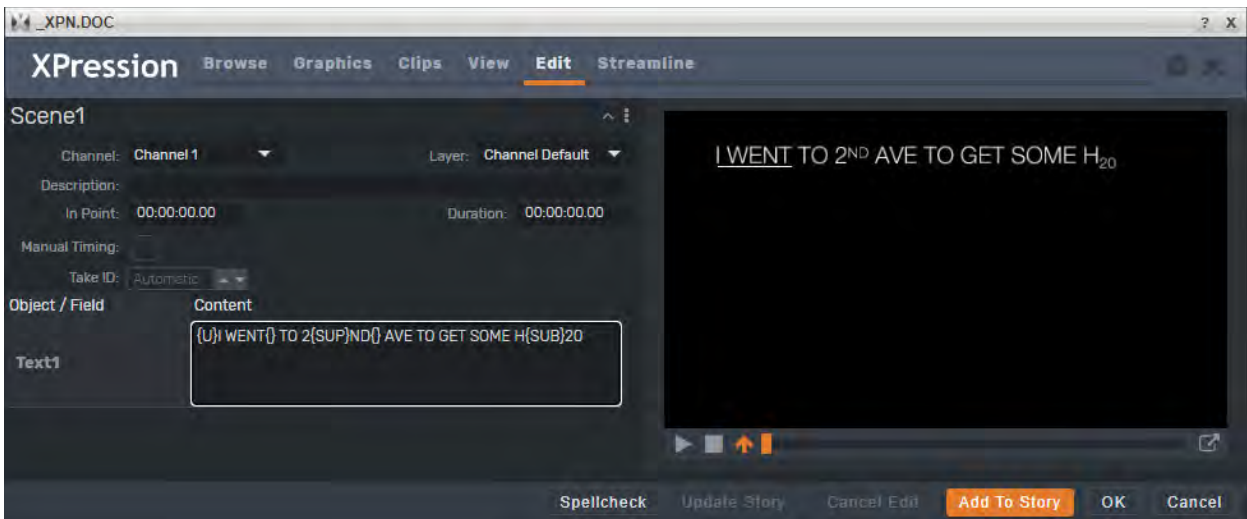 _XPN.DOC ? X
XPression Browse Graphics Clips View Edit Streamline
Scene1
Channel: Channel 1 Layer: Channel Default
Description:
In Point: 00:00:00.00 Duration: 00:00:00.00
Manual Timing:
Take ID: Automatic
Object / Field Content
Text1 {U}I WENT{} TO 2{SUP}ND{} AVE TO GET SOME H{SUB}20
I WENT TO 2ND AVE TO GET SOME H20
Spellcheck Update Story Cancel Edit Add To Story OK Cancel